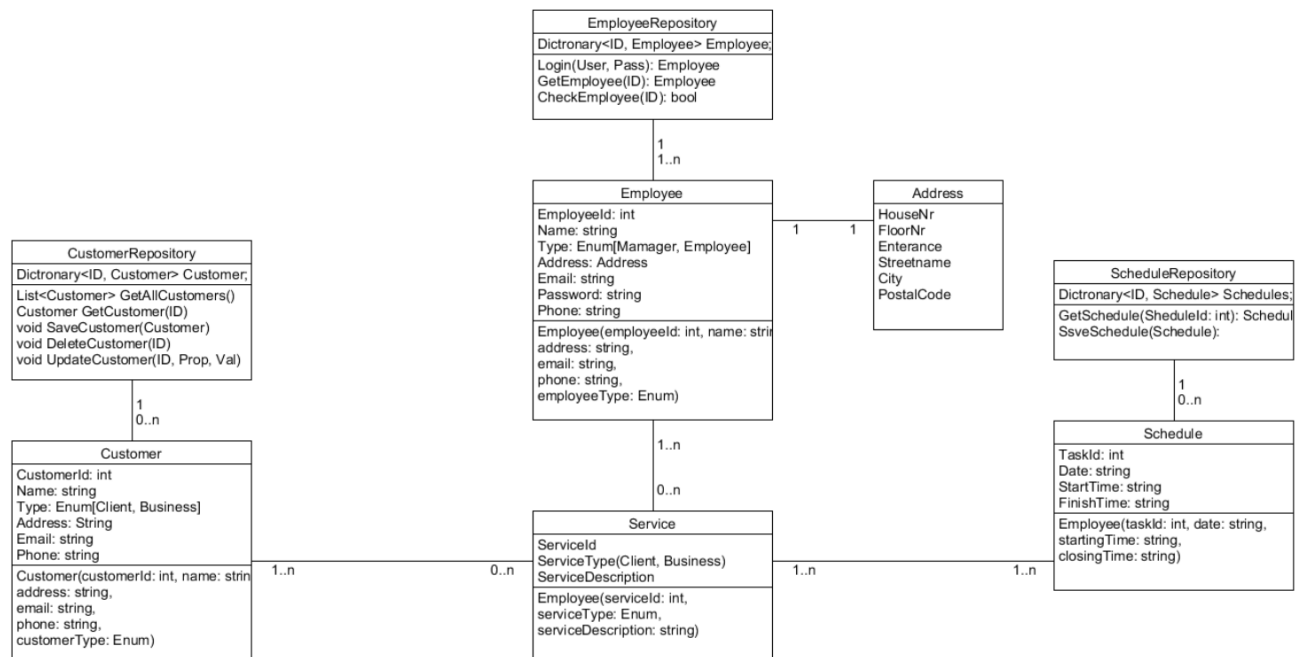 EmployeeRepository
Dictronary<ID, Employee> Employee;
Login(User, Pass): Employee
GetEmployee(ID): Employee
CheckEmployee(ID): bool
1
1..n
Employee
EmployeeId: int
Name: string
Type: Enum[Mamager, Employee]
Address: Address
Email: string
Password: string
Phone: string
Employee(employeeId: int, name: strin
address: string,
email: string,
phone: string,
employeeType: Enum)
1
1
Address
HouseNr
FloorNr
Enterance
Streetname
City
PostalCode
CustomerRepository
Dictronary<ID, Customer> Customer;
List<Customer> GetAllCustomers()
Customer GetCustomer(ID)
void SaveCustomer(Customer)
void DeleteCustomer(ID)
void UpdateCustomer(ID, Prop, Val)
1
0..n
Customer
CustomerId: int
Name: string
Type: Enum[Client, Business]
Address: String
Email: string
Phone: string
Customer(customerId: int, name: strin
address: string,
email: string,
phone: string,
customerType: Enum)
1..n
0..n
1..n
0..n
Service
ServiceId
ServiceType(Client, Business)
ServiceDescription
Employee(serviceId: int,
serviceType: Enum,
serviceDescription: string)
1..n
1..n
ScheduleRepository
Dictronary<ID, Schedule> Schedules;
GetSchedule(SheduleId: int): Schedul
SsveSchedule(Schedule):
1
0..n
Schedule
TaskId: int
Date: string
StartTime: string
FinishTime: string
Employee(taskId: int, date: string,
startingTime: string,
closingTime: string)